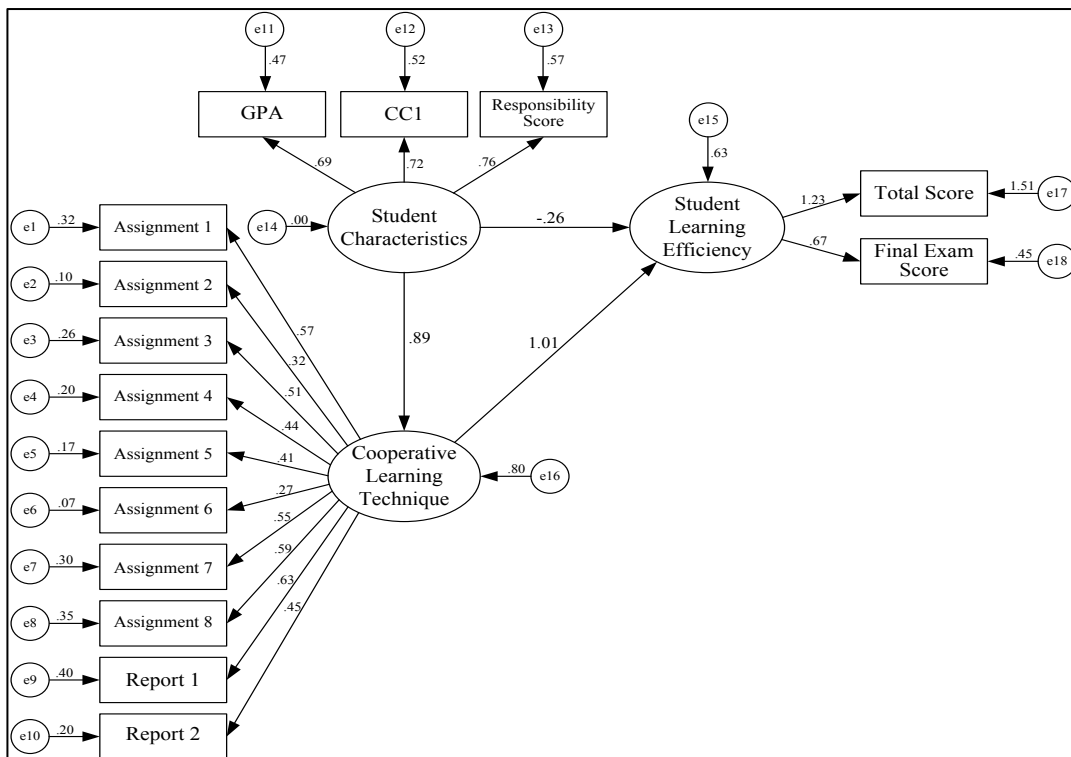 e11
e12
e13
.47
.52
.57
GPA
CC1
Responsibility
Score
e15
.69
.72
.76
.63
e14
.00
Student
Characteristics
-.26
Student
Learning
Efficiency
1.23
.67
Total Score
1.51
e17
Final Exam
Score
.45
e18
e1
.32
Assignment 1
e2
.10
Assignment 2
e3
.26
Assignment 3
e4
.20
Assignment 4
e5
.17
Assignment 5
e6
.07
Assignment 6
e7
.30
Assignment 7
e8
.35
Assignment 8
e9
.40
Report 1
e10
.20
Report 2
.57
.32
.51
.44
.41
.27
.55
.59
.63
.45
.89
1.01
Cooperative
Learning
Technique
.80
e16